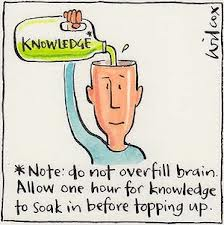 KNOWLEDGE*
wilcox
*Note: do not overfill brain.
Allow one hour for knowledge
to soak in before topping up.